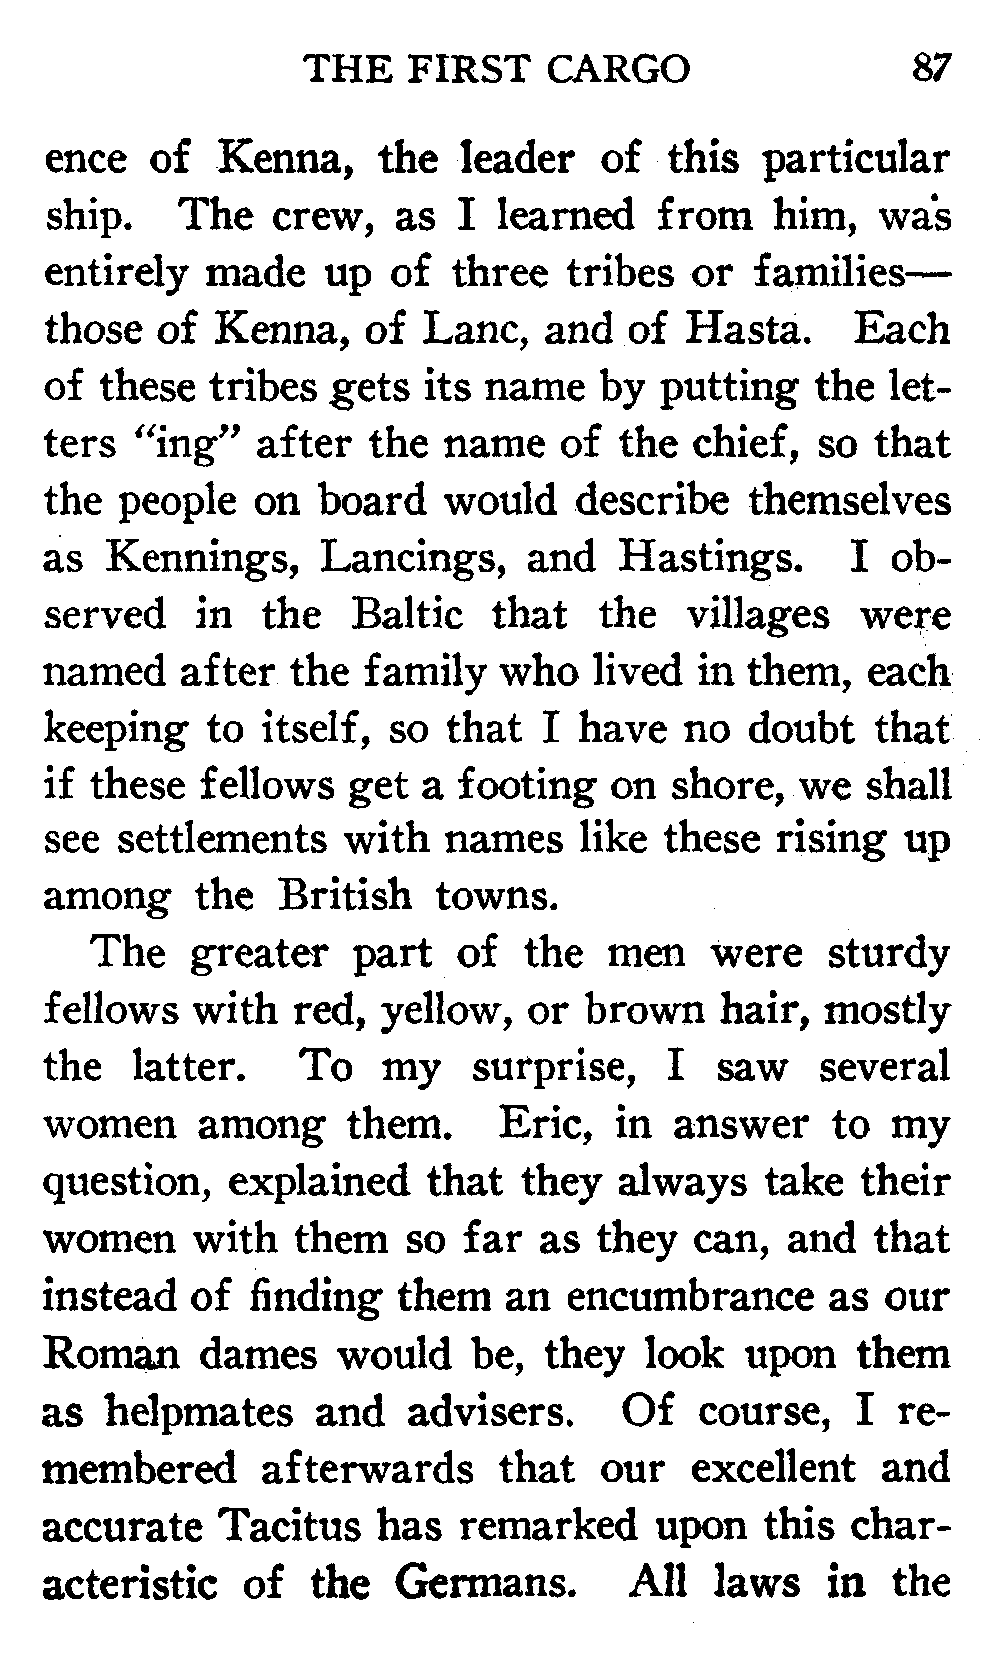 THE FIRST CARGO 87
ence of Kenna, the leader of this particular
ship. The crew, as I learned from him, was
entirely made up of three tribes or families—
those of Kenna, of Lanc, and of Hasta. Each
of these tribes gets its name by putting the let-
ters "ing" after the name of the chief, so that
the people on board would describe themselves
as Kennings, Lancings, and Hastings. I ob-
served in the Baltic that the villages were
named after the family who lived in them, each
keeping to itself, so that I have no doubt that
if these fellows get a footing on shore, we shall
see settlements with names like these rising up
among the British towns.
The greater part of the men were sturdy
fellows with red, yellow, or brown hair, mostly
the latter. To my surprise, I saw several
women among them. Eric, in answer to my
question, explained that they always take their
women with them so far as they can, and that
instead of finding them an encumbrance as our
Roman dames would be, they look upon them
as helpmates and advisers. Of course, I re-
membered afterwards that our excellent and
accurate Tacitus has remarked upon this char-
acteristic of the Germans. All laws in the